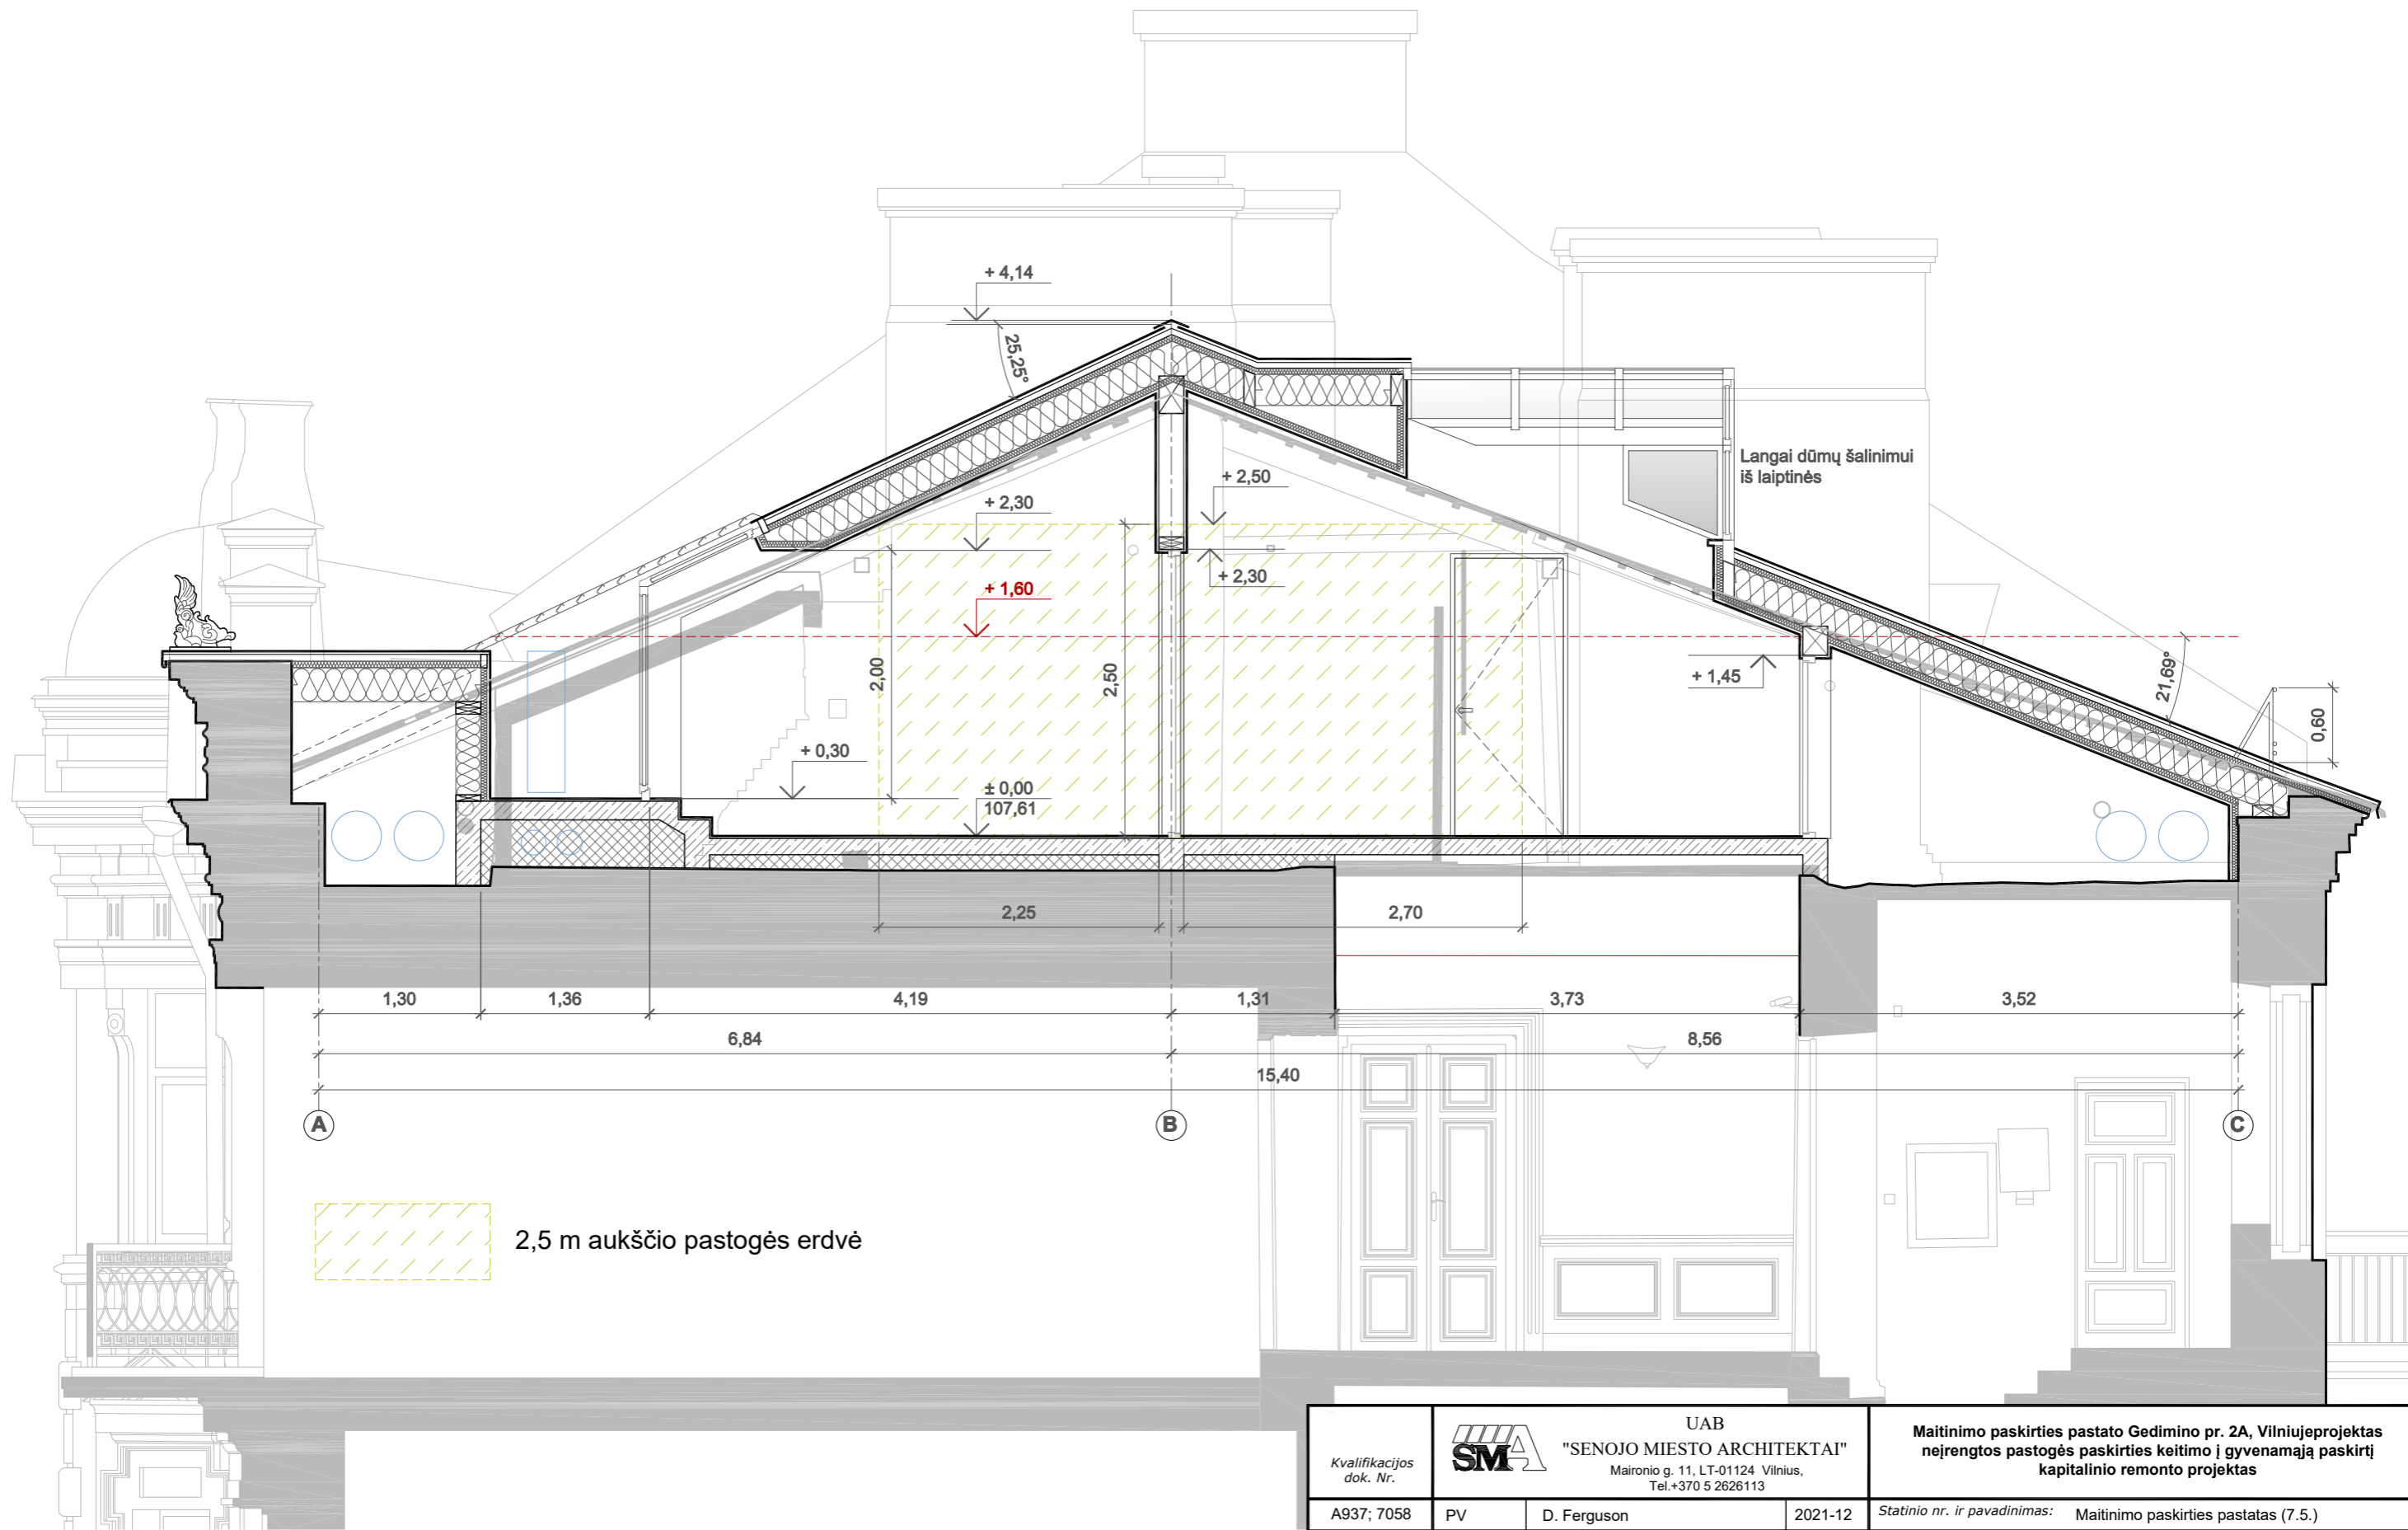 + 4,14
25,25°
Langai dūmų šalinimui
iš laiptinės
+ 2,50
+ 2,30
+ 2,30
+ 1,60
2,00
2,50
+ 1,45
21,69°
0,60
+ 0,30
± 0,00
107,61
2,25
2,70
1,30
1,36
4,19
1,31
3,73
3,52
6,84
8,56
15,40
A
B
C
2,5 m aukščio pastogės erdvė
Kvalifikacijos
dok. Nr.
SMA
UAB
"SENOJO MIESTO ARCHITEKTAI"
Maironio g. 11, LT-01124 Vilnius,
Tel.+370 5 2626113
Maitinimo paskirties pastato Gedimino pr. 2A, Vilniujeprojektas
neįrengtos pastogės paskirties keitimo į gyvenamąją paskirtį
kapitalinio remonto projektas
A937; 7058
PV
D. Ferguson
2021-12
Statinio nr. ir pavadinimas: Maitinimo paskirties pastatas (7.5.)